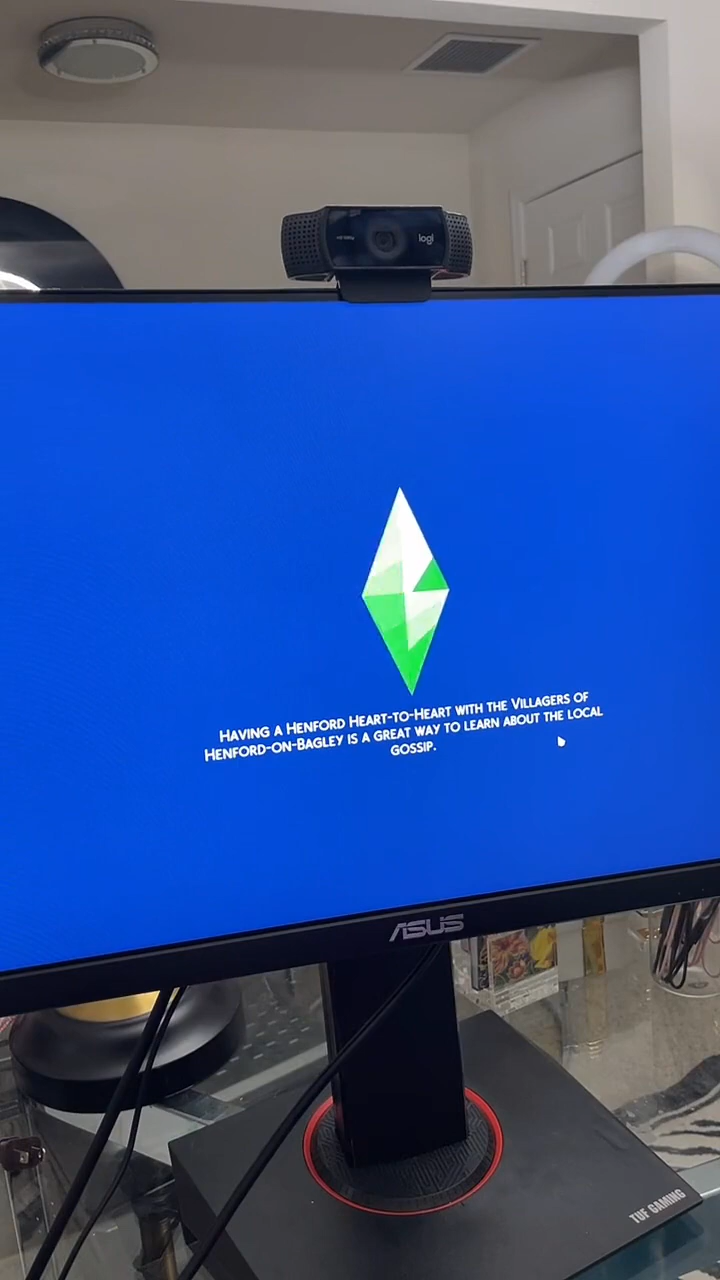 logi
HAVING A HENFORD HEART-TO-HEART WITH THE VILLAGERS OF
HENFORD-ON-BAGLEY IS A GREAT WAY TO LEARN ABOUT THE LOCAL
GOSSIP.
ASUS
TUF GAMING